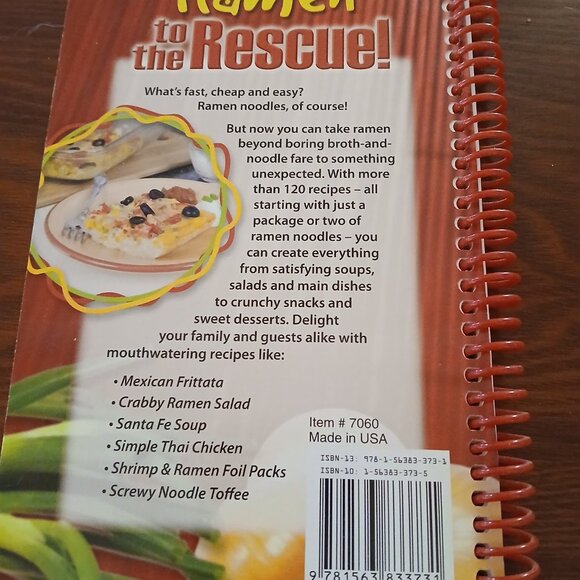 Ramen
to
the Rescue!
What's fast, cheap and easy?
Ramen noodles, of course!
But now you can take ramen
beyond boring broth-and-
noodle fare to something
unexpected. With more
than 120 recipes – all
starting with just a
package or two of
ramen noodles – you
can create everything
from satisfying soups,
salads and main dishes
to crunchy snacks and
sweet desserts. Delight
your family and guests alike with
mouthwatering recipes like:
• Mexican Frittata
• Crabby Ramen Salad
• Santa Fe Soup
• Simple Thai Chicken
• Shrimp & Ramen Foil Packs
• Screwy Noodle Toffee
Item # 7060
Made in USA
ISBN-13: 978-1-56383-373-1
ISBN-10: 1-56383-373-5
9 781563 833731